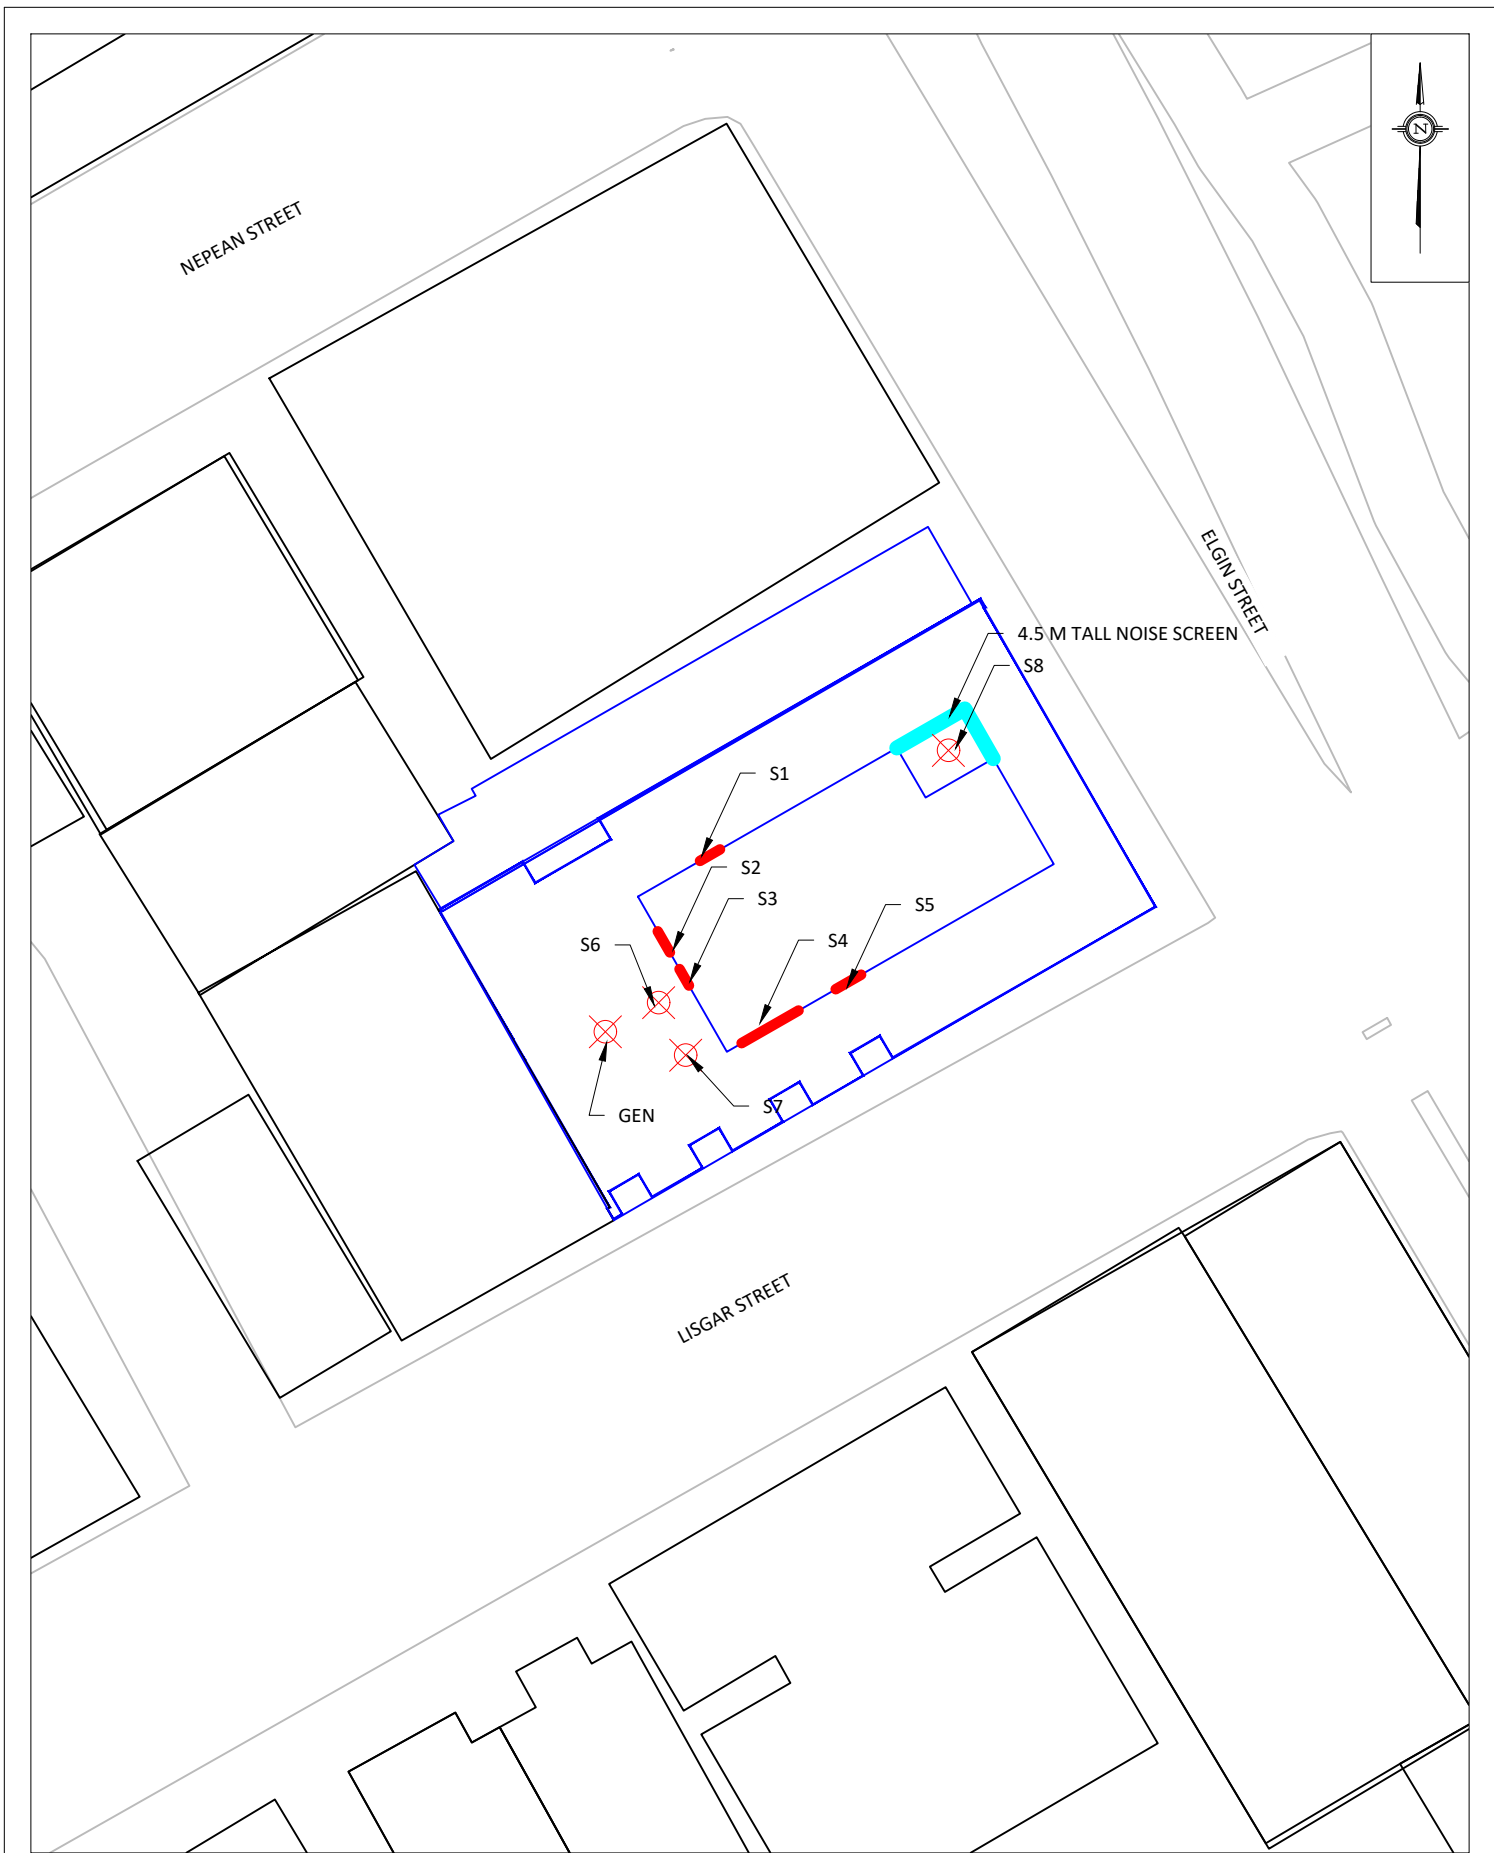 N
NEPEAN STREET
ELGIN STREET
4.5 M TALL NOISE SCREEN
S8
S1
S2
S3
S5
S4
S6
S7
GEN
LISGAR STREET